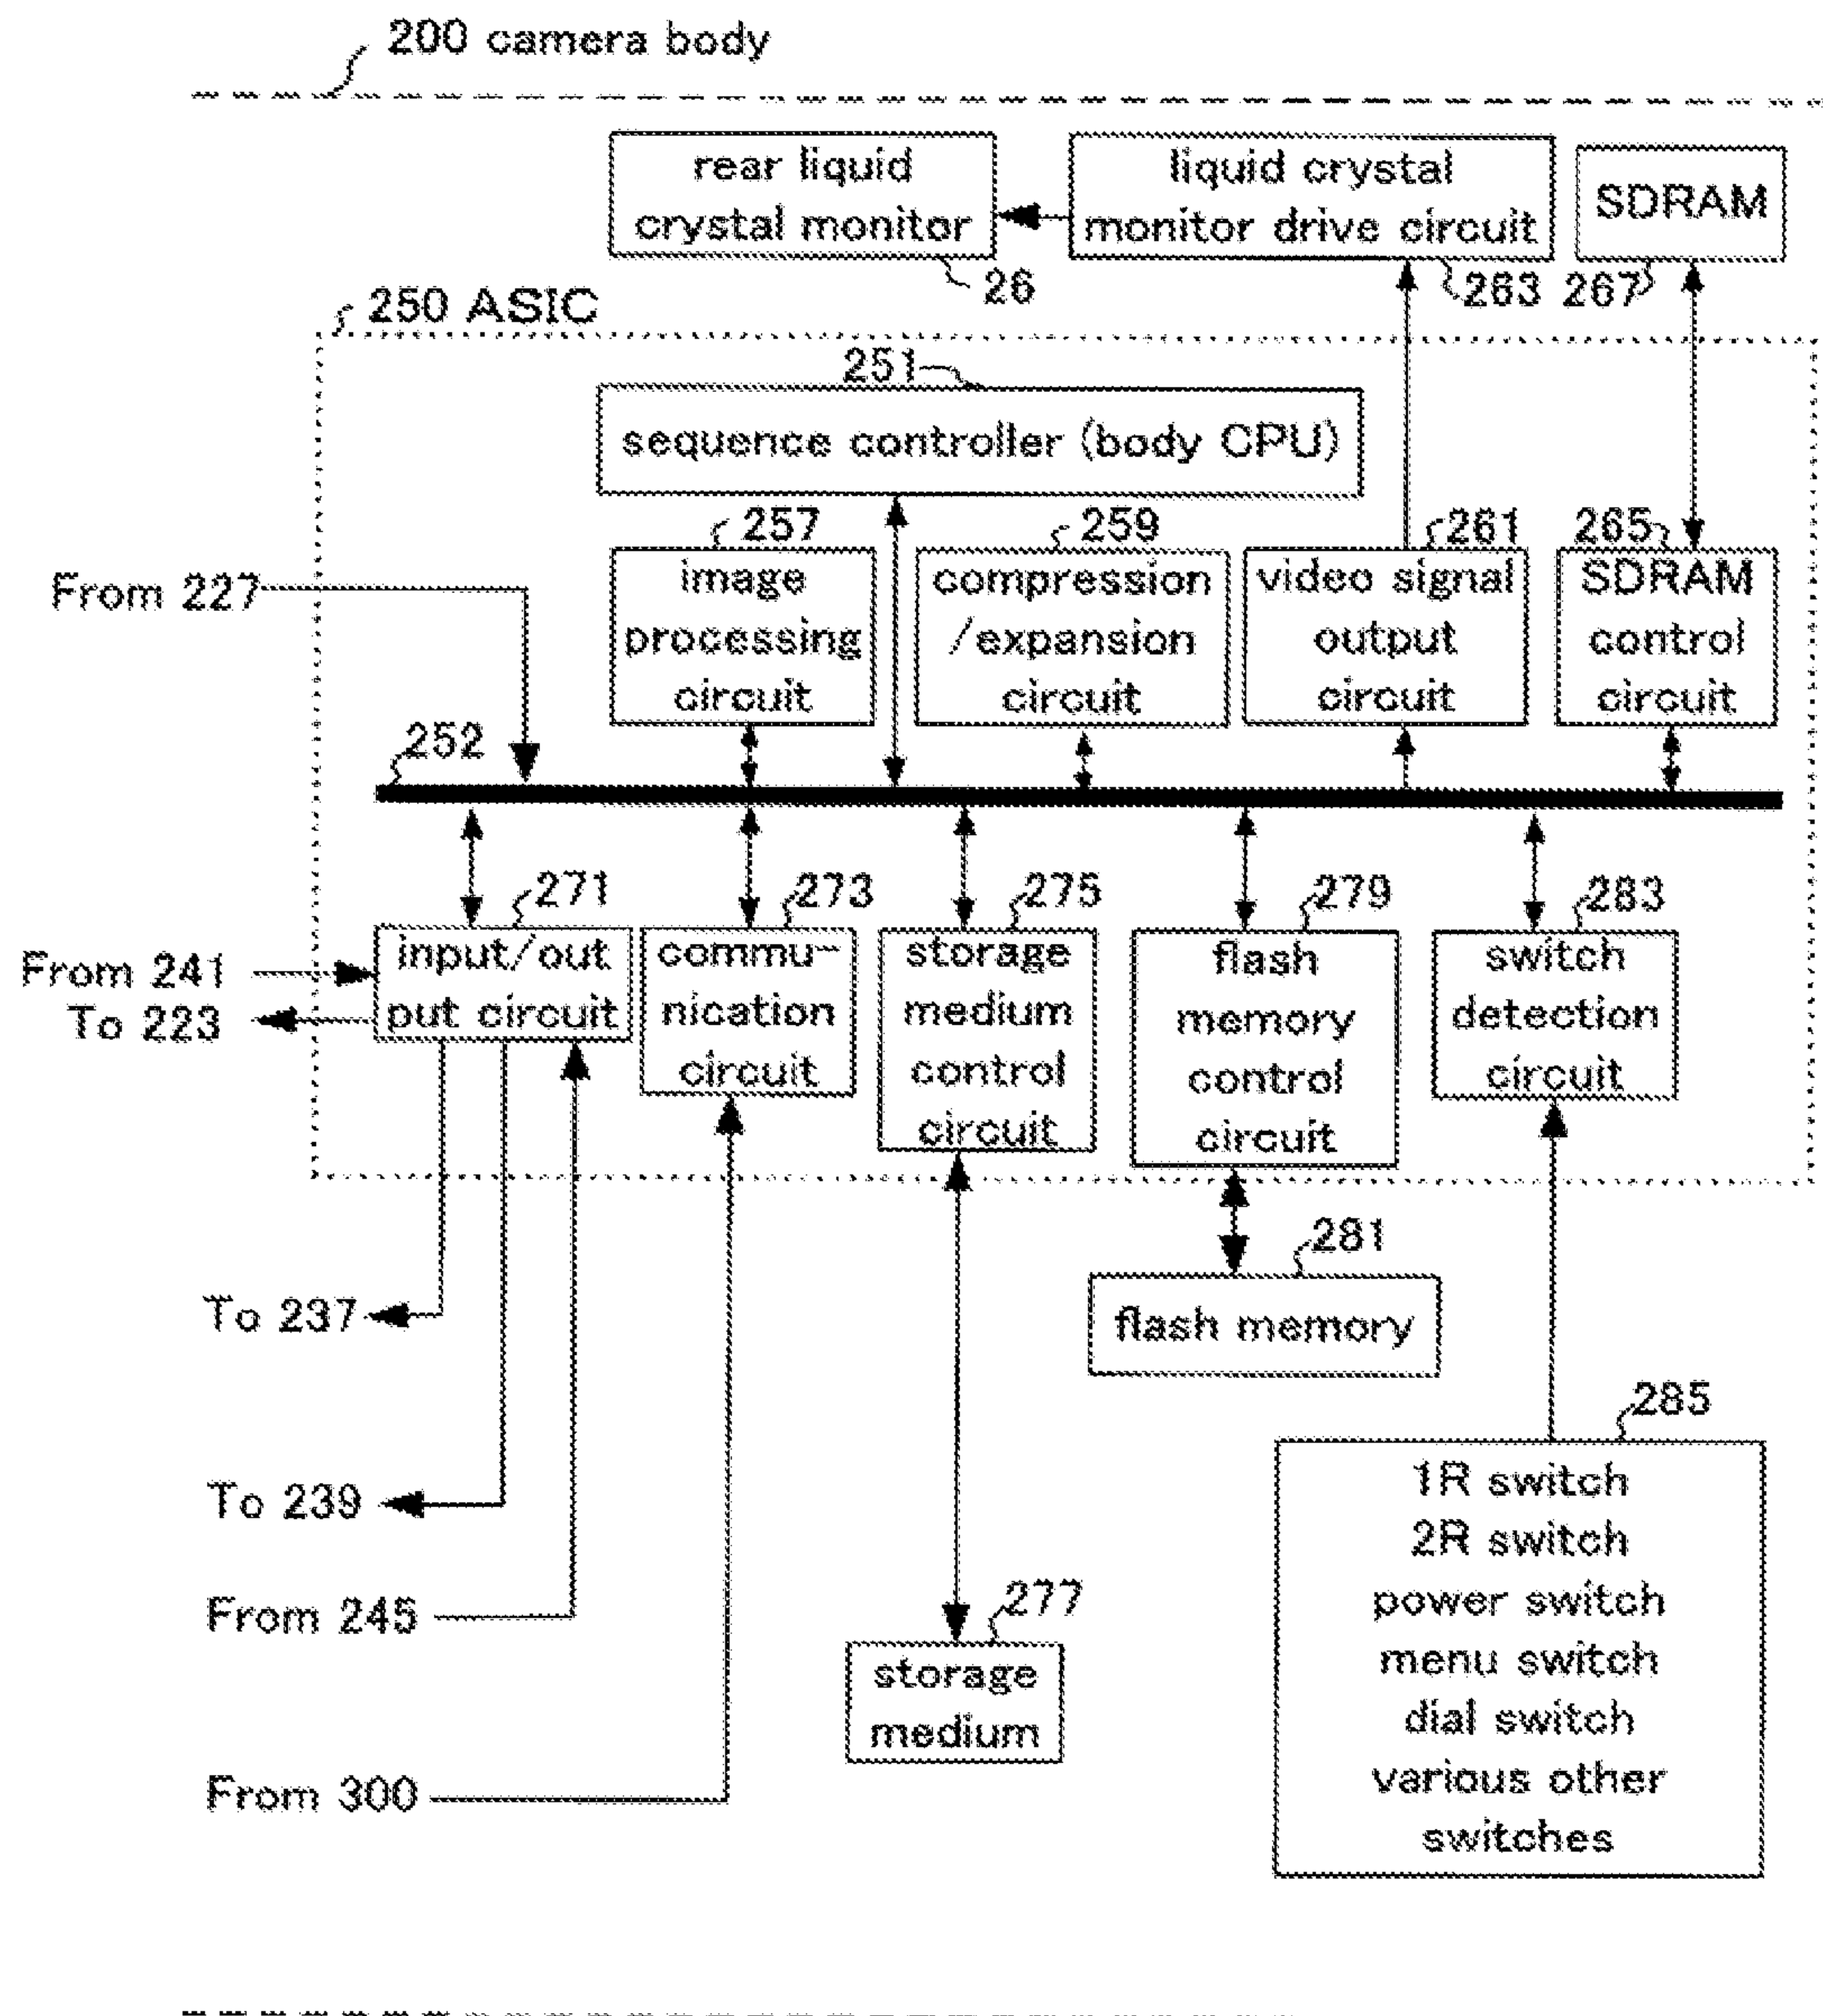 200 camera body
rear liquid
crystal monitor
26
liquid crystal
monitor drive circuit
263
SDRAM
267
250 ASIC
251
sequence controller (body CPU)
From 227
257
image
processing
circuit
259
compression
/expansion
circuit
261
video signal
output
circuit
265
SDRAM
control
circuit
252
271
input/out
put circuit
From 241
To 223
273
commu-
nication
circuit
275
storage
medium
control
circuit
279
flash
memory
control
circuit
283
switch
detection
circuit
281
flash memory
To 237
To 239
From 245
From 300
277
storage
medium
285
1R switch
2R switch
power switch
menu switch
dial switch
various other
switches